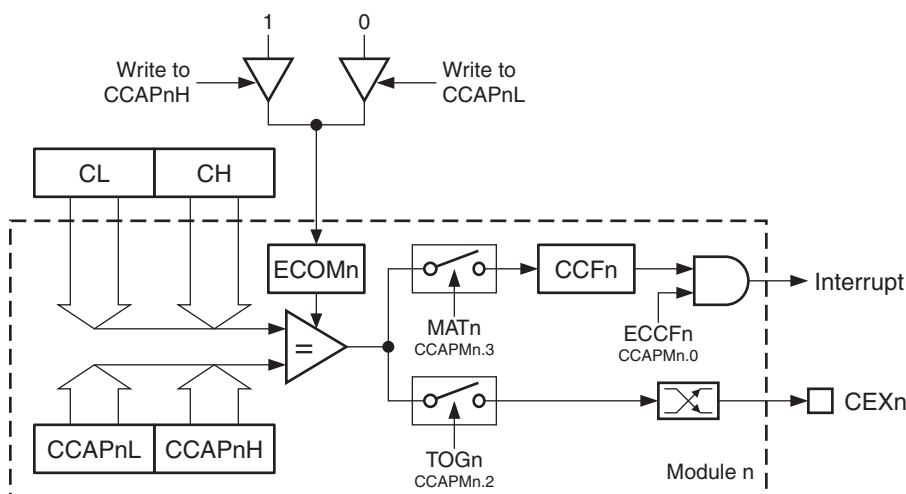 1 0
Write to CCAPnH
Write to CCAPnL
CL CH
ECOMn
=
MATn
CCAPMn.3
CCFn
ECCFn
CCAPMn.0
Interrupt
TOGn
CCAPMn.2
CEXn
CCAPnL CCAPnH
Module n